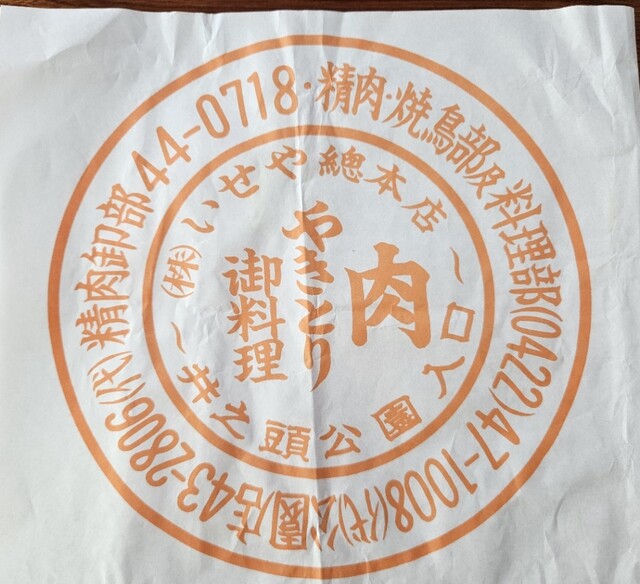 精肉・焼鳥部及料理部(0422)47-1008(代)公園店43-2806(代)精肉卸部44-0718・
(株)いせや總本店
~井之頭公園入口~
肉
やきとり
御料理